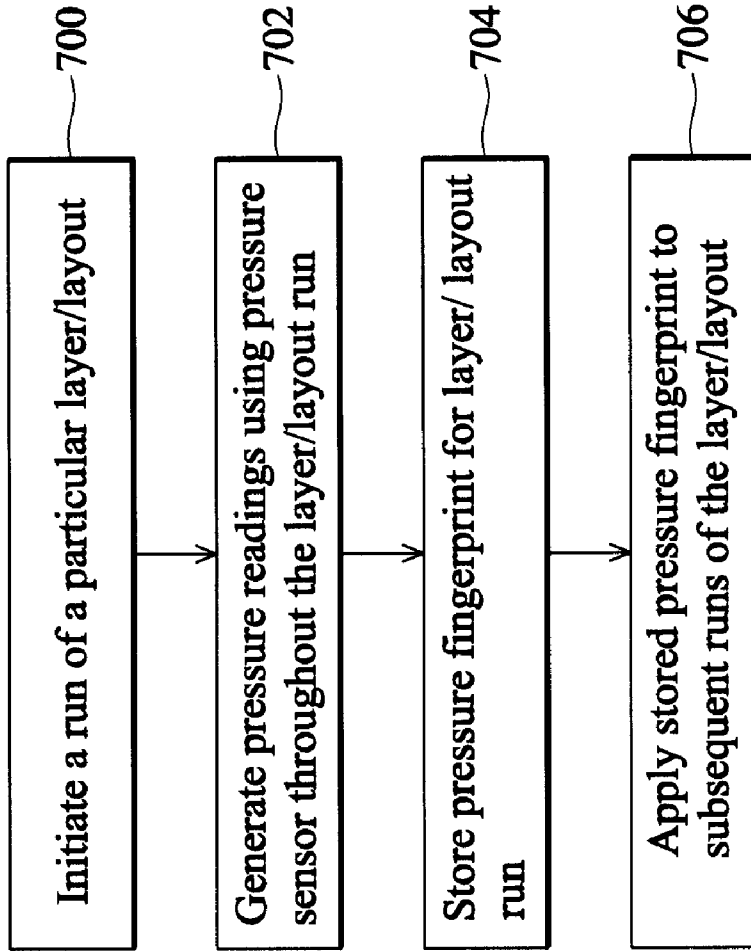 Initiate a run of a particular layer/layout
700
Generate pressure readings using pressure
sensor throughout the layer/layout run
702
Store pressure fingerprint for layer/ layout
run
704
Apply stored pressure fingerprint to
subsequent runs of the layer/layout
706